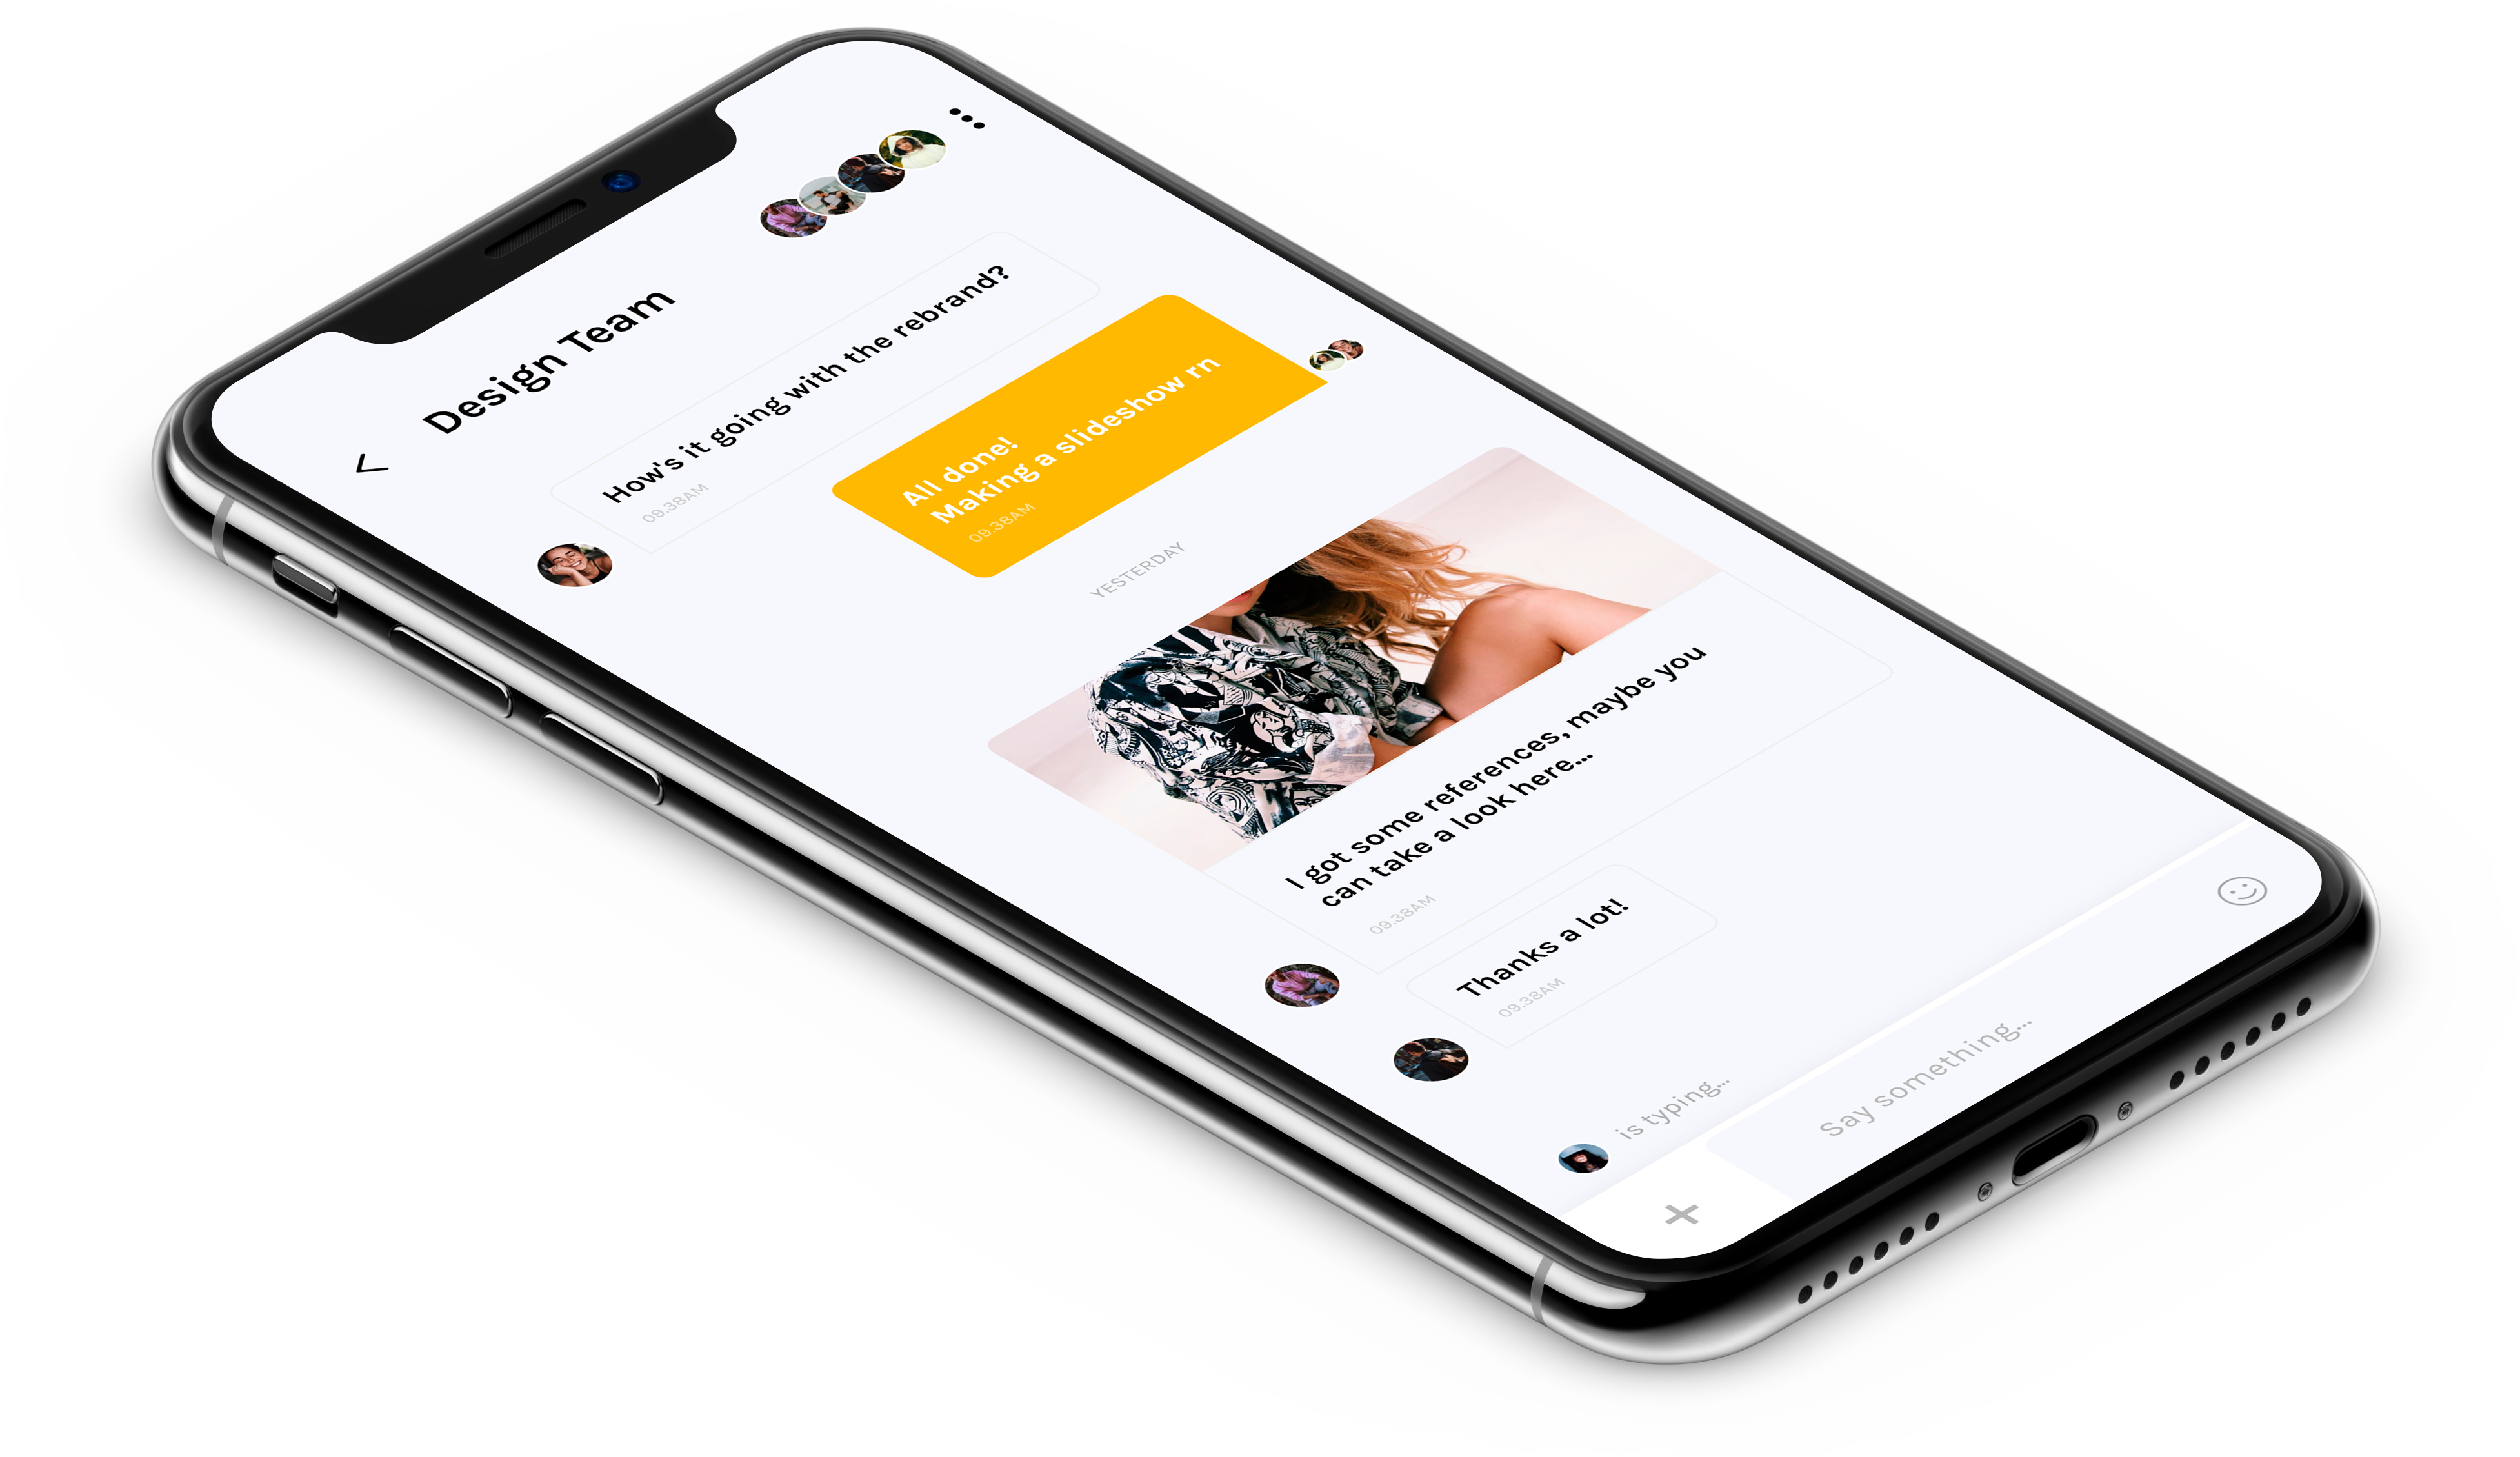 Design Team
How's it going with the rebrand?
09.38AM
All done!
Making a slideshow rn
09.38AM
YESTERDAY
I got some references, maybe you
can take a look here...
09.38AM
Thanks a lot!
09.38AM
is typing...
Say something...